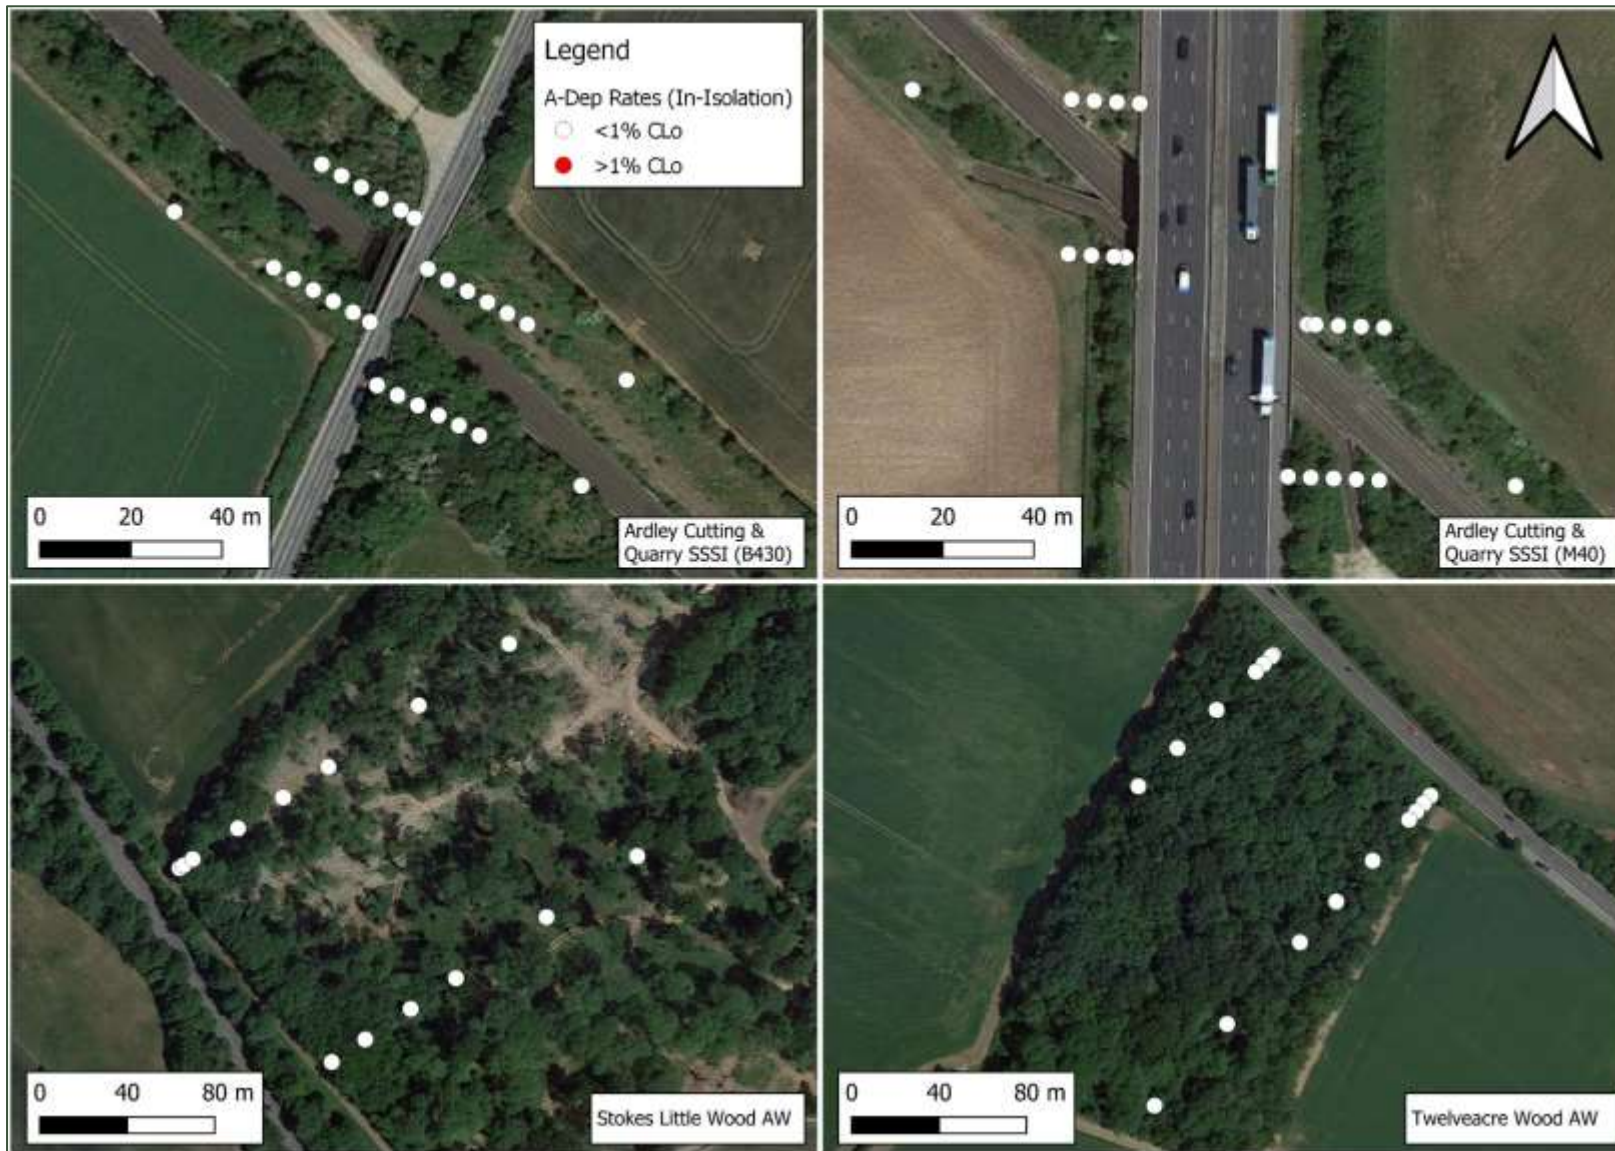 Legend
A-Dep Rates (In-Isolation)
<1% CLo
>1% CLo
0 20 40 m
Ardley Cutting &
Quarry SSSI (B430)
0 20 40 m
Ardley Cutting &
Quarry SSSI (M40)
0 40 80 m
Stokes Little Wood AW
0 40 80 m
Twelveacre Wood AW